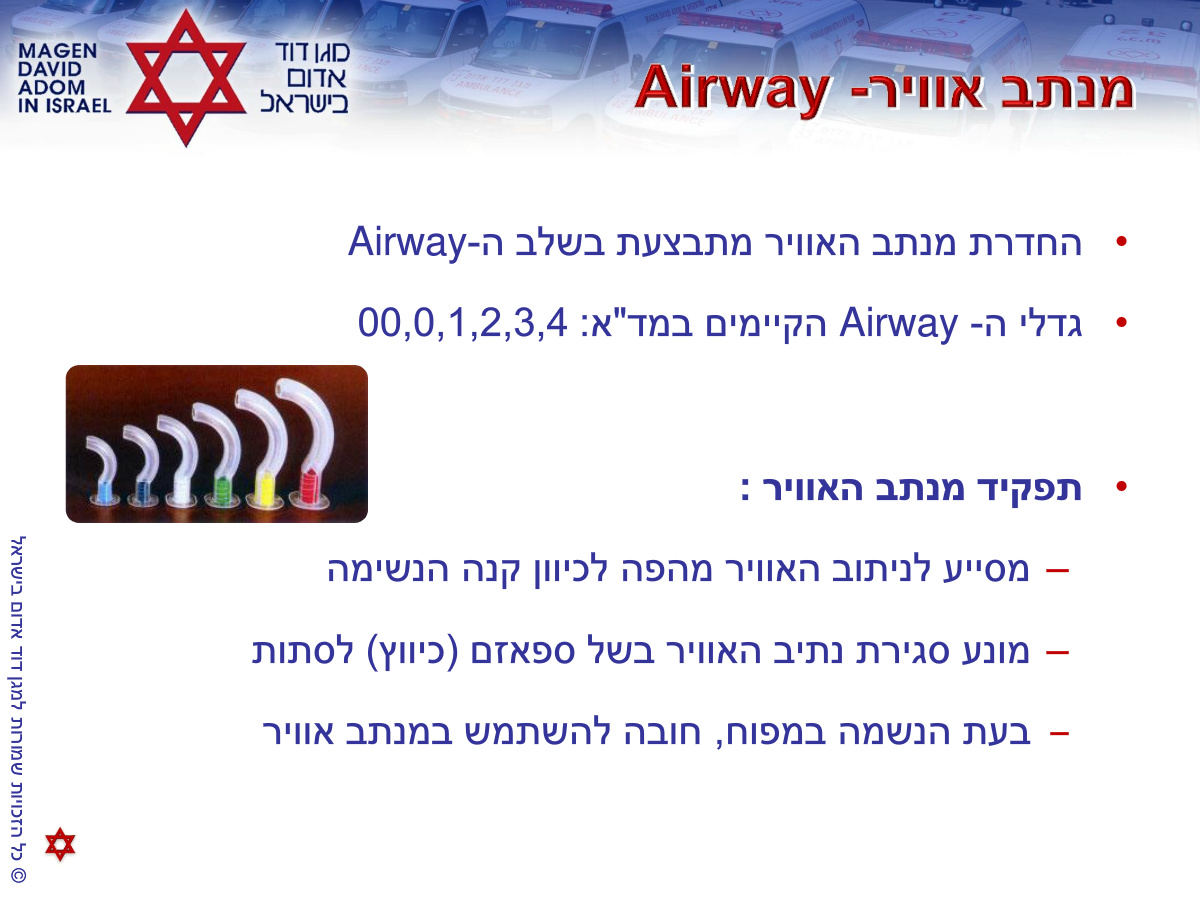 MAGEN
DAVID
ADOM
IN ISRAEL
מגן דוד
אדום
בישראל
מנתב אוויר- Airway
• החדרת מנתב האוויר מתבצעת בשלב ה-Airway
• גדלי ה- Airway הקיימים במד"א: 00,0,1,2,3,4
• תפקיד מנתב האוויר :
– מסייע לניתוב האוויר מהפה לכיוון קנה הנשימה
– מונע סגירת נתיב האוויר בשל ספאזם (כיווץ) לסתות
– בעת הנשמה במפוח, חובה להשתמש במנתב אוויר
© כל הזכויות שמורות למגן דוד אדום בישראל